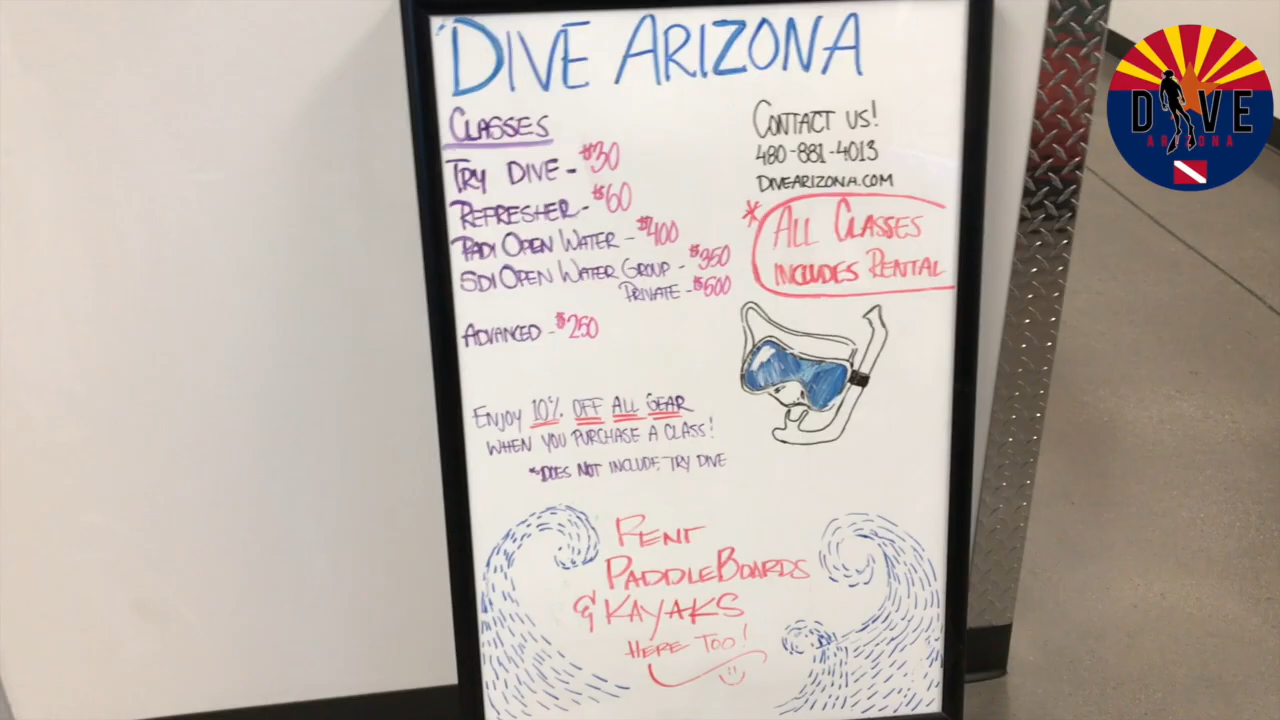 DIVE ARIZONA
CLASSES
TRY DIVE - $30
REFRESHER - $60
PADI OPEN WATER - $400
SDI OPEN WATER GROUP - $350
PRIVATE - $500
ADVANCED - $250
CONTACT US!
480-881-4013
DIVEARIZONA.COM
* ALL CLASSES
INCLUDES RENTAL
ENJOY 10% OFF ALL GEAR
WHEN YOU PURCHASE A CLASS!
*DOES NOT INCLUDE TRY DIVE
RENT
PADDLEBOARDS
& KAYAKS
HERE TOO!
DIVE
ARIZONA